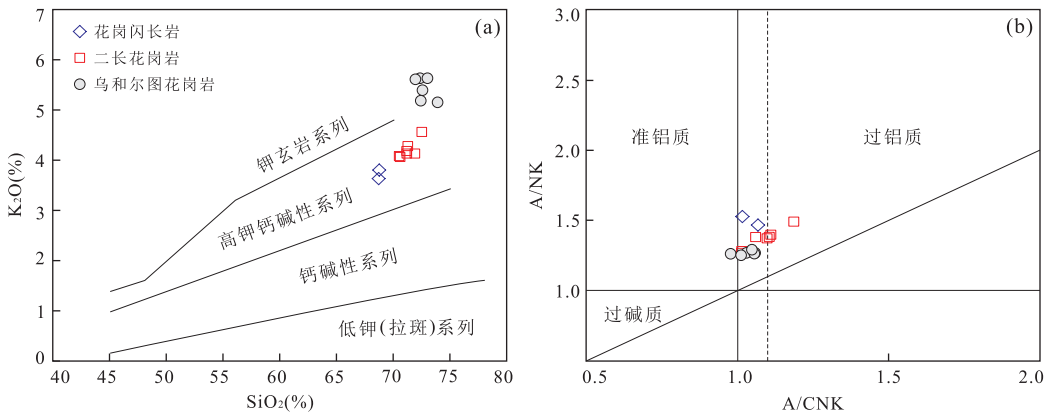 7
6
5
4
3
2
1
0
K₂O(%)
(a)
花岗闪长岩
二长花岗岩
乌和尔图花岗岩
钾玄岩系列
高钾钙碱性系列
钙碱性系列
低钾(拉斑)系列
40 45 50 55 60 65 70 75 80
SiO₂(%)
3.0
2.5
2.0
1.5
1.0
A/NK
(b)
准铝质
过铝质
过碱质
0.5 1.0 1.5 2.0
A/CNK